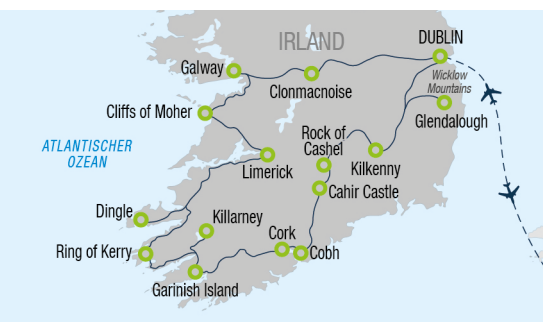 IRLAND
DUBLIN
Galway
Clonmacnoise
Wicklow
Mountains
Glendalough
Cliffs of Moher
Rock of
Cashel
ATLANTISCHER
OZEAN
Limerick
Kilkenny
Cahir Castle
Dingle
Killarney
Ring of Kerry
Cork
Cobh
Garinish Island